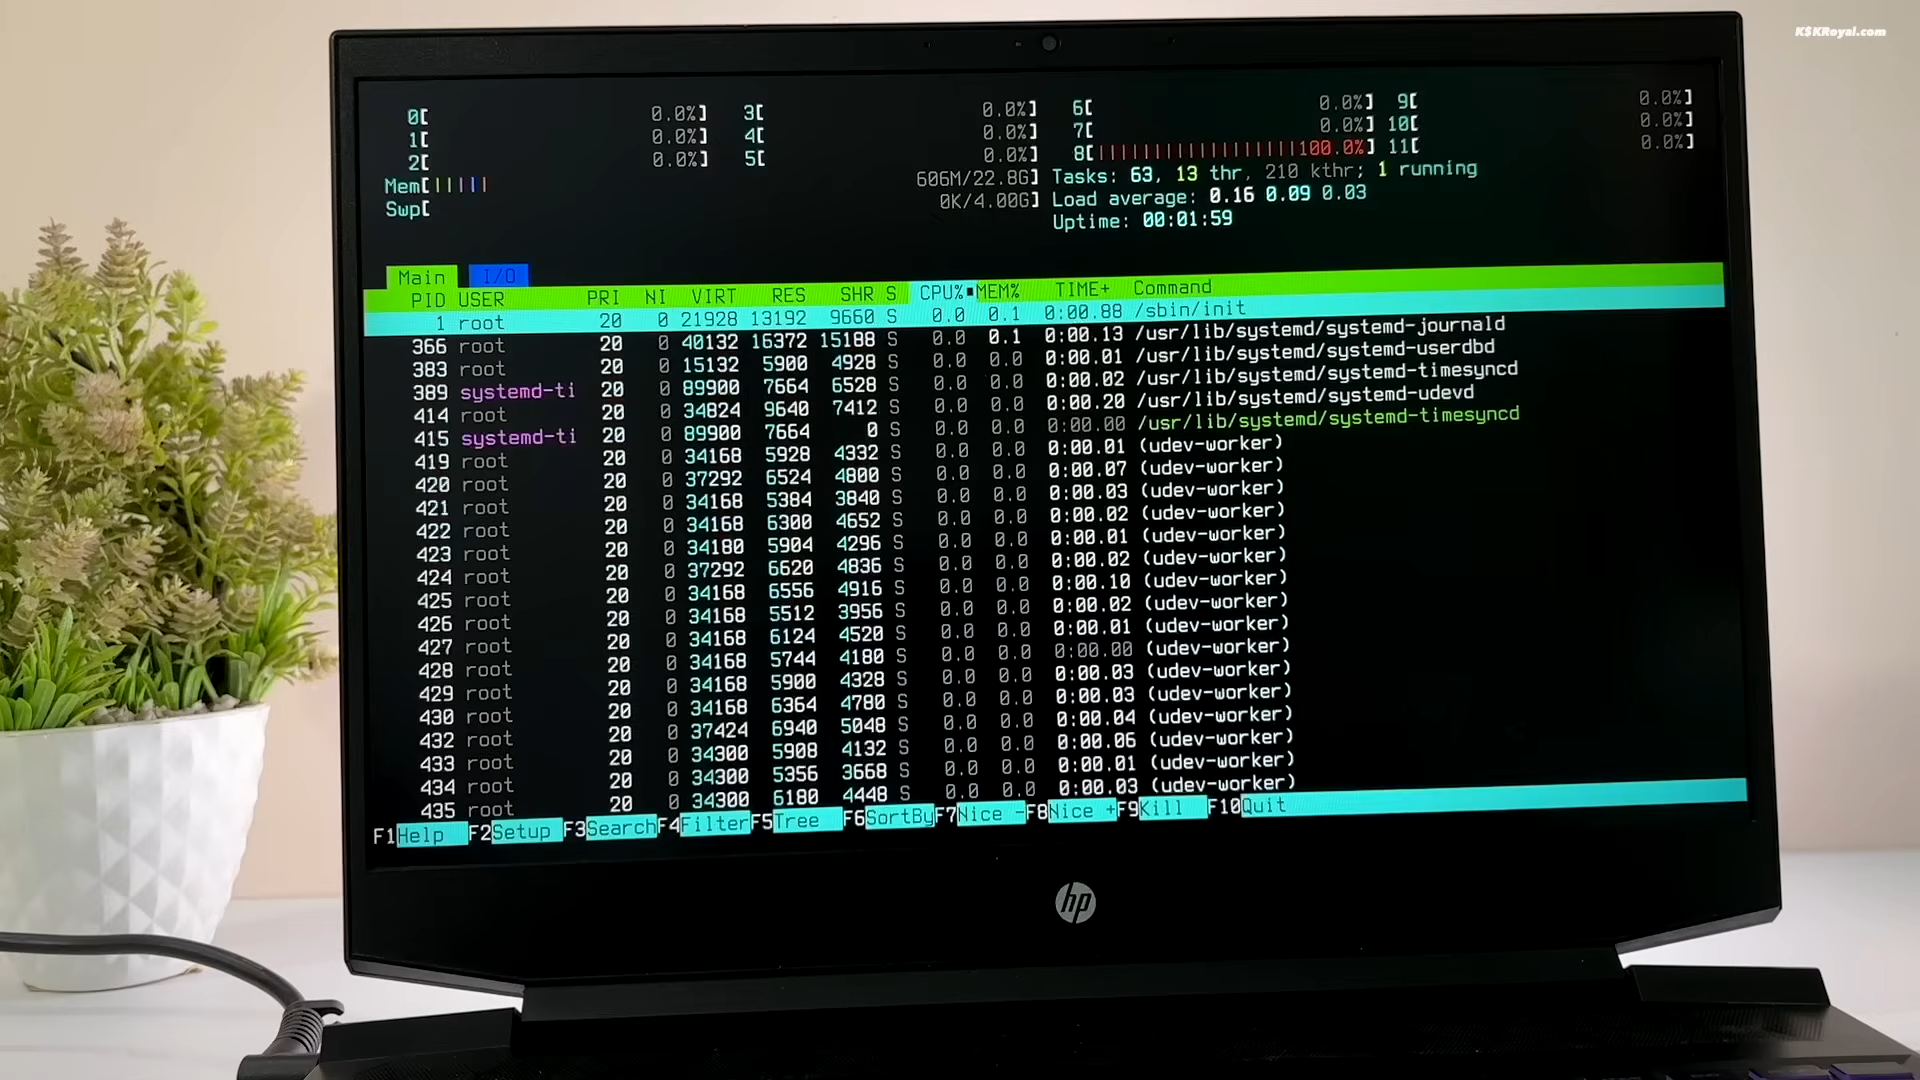 K$KRoyal.com
0[ 0.0%] 3[ 0.0%] 6[ 0.0%] 9[ 0.0%]
1[ 0.0%] 4[ 0.0%] 7[ 0.0%] 10[ 0.0%]
2[ 0.0%] 5[ 0.0%] 8[||||||||||||||||||100.0%] 11[ 0.0%]
Mem[||||| 606M/22.8G] Tasks: 63, 13 thr, 210 kthr; 1 running
Swp[ 0K/4.00G] Load average: 0.16 0.09 0.03
Uptime: 00:01:59
Main I/O
PID USER PRI NI VIRT RES SHR S CPU% MEM% TIME+ Command
1 root 20 0 21928 13192 9660 S 0.0 0.1 0:00.88 /sbin/init
366 root 20 0 40132 16372 15188 S 0.0 0.1 0:00.13 /usr/lib/systemd/systemd-journald
383 root 20 0 15132 5900 4928 S 0.0 0.0 0:00.01 /usr/lib/systemd/systemd-userdbd
389 systemd-ti 20 0 89900 7664 6528 S 0.0 0.0 0:00.02 /usr/lib/systemd/systemd-timesyncd
414 root 20 0 34824 9640 7412 S 0.0 0.0 0:00.20 /usr/lib/systemd/systemd-udevd
415 systemd-ti 20 0 89900 7664 0 S 0.0 0.0 0:00.00 /usr/lib/systemd/systemd-timesyncd
419 root 20 0 34168 5928 4332 S 0.0 0.0 0:00.01 (udev-worker)
420 root 20 0 37292 6524 4800 S 0.0 0.0 0:00.07 (udev-worker)
421 root 20 0 34168 5384 3840 S 0.0 0.0 0:00.03 (udev-worker)
422 root 20 0 34168 6300 4652 S 0.0 0.0 0:00.02 (udev-worker)
423 root 20 0 34180 5904 4296 S 0.0 0.0 0:00.01 (udev-worker)
424 root 20 0 37292 6620 4836 S 0.0 0.0 0:00.02 (udev-worker)
425 root 20 0 34168 6556 4916 S 0.0 0.0 0:00.10 (udev-worker)
426 root 20 0 34168 5512 3956 S 0.0 0.0 0:00.02 (udev-worker)
427 root 20 0 34168 6124 4520 S 0.0 0.0 0:00.01 (udev-worker)
428 root 20 0 34168 5744 4180 S 0.0 0.0 0:00.00 (udev-worker)
429 root 20 0 34168 5900 4328 S 0.0 0.0 0:00.03 (udev-worker)
430 root 20 0 34168 6364 4780 S 0.0 0.0 0:00.03 (udev-worker)
432 root 20 0 37424 6940 5048 S 0.0 0.0 0:00.04 (udev-worker)
433 root 20 0 34300 5908 4132 S 0.0 0.0 0:00.06 (udev-worker)
434 root 20 0 34300 5356 3668 S 0.0 0.0 0:00.01 (udev-worker)
435 root 20 0 34300 6180 4448 S 0.0 0.0 0:00.03 (udev-worker)
F1Help F2Setup F3Search F4Filter F5Tree F6SortBy F7Nice - F8Nice + F9Kill F10Quit
hp